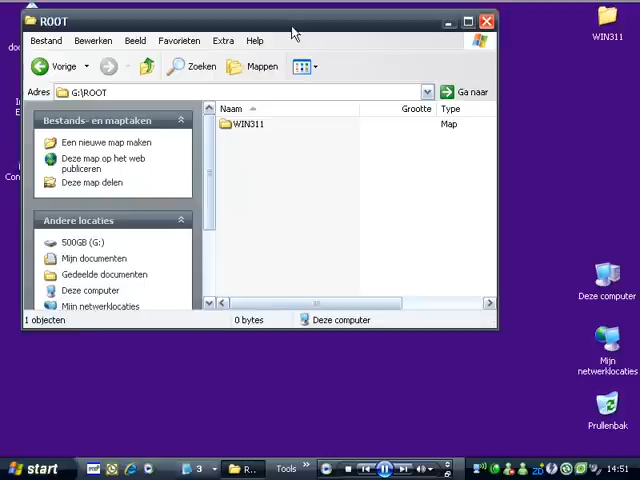 ROOT
Bestand Bewerken Beeld Favorieten Extra Help
Vorige Zoeken Mappen
Adres G:\ROOT Ga naar
Bestands- en maptaken
Een nieuwe map maken
Deze map op het web
publiceren
Deze map delen
Andere locaties
500GB (G:)
Mijn documenten
Gedeelde documenten
Deze computer
Mijn netwerklocaties
Naam Grootte Type
WIN311 Map
1 objecten 0 bytes Deze computer
WIN311
Deze computer
Mijn
netwerklocaties
Prullenbak
start 3 R... Tools 14:51